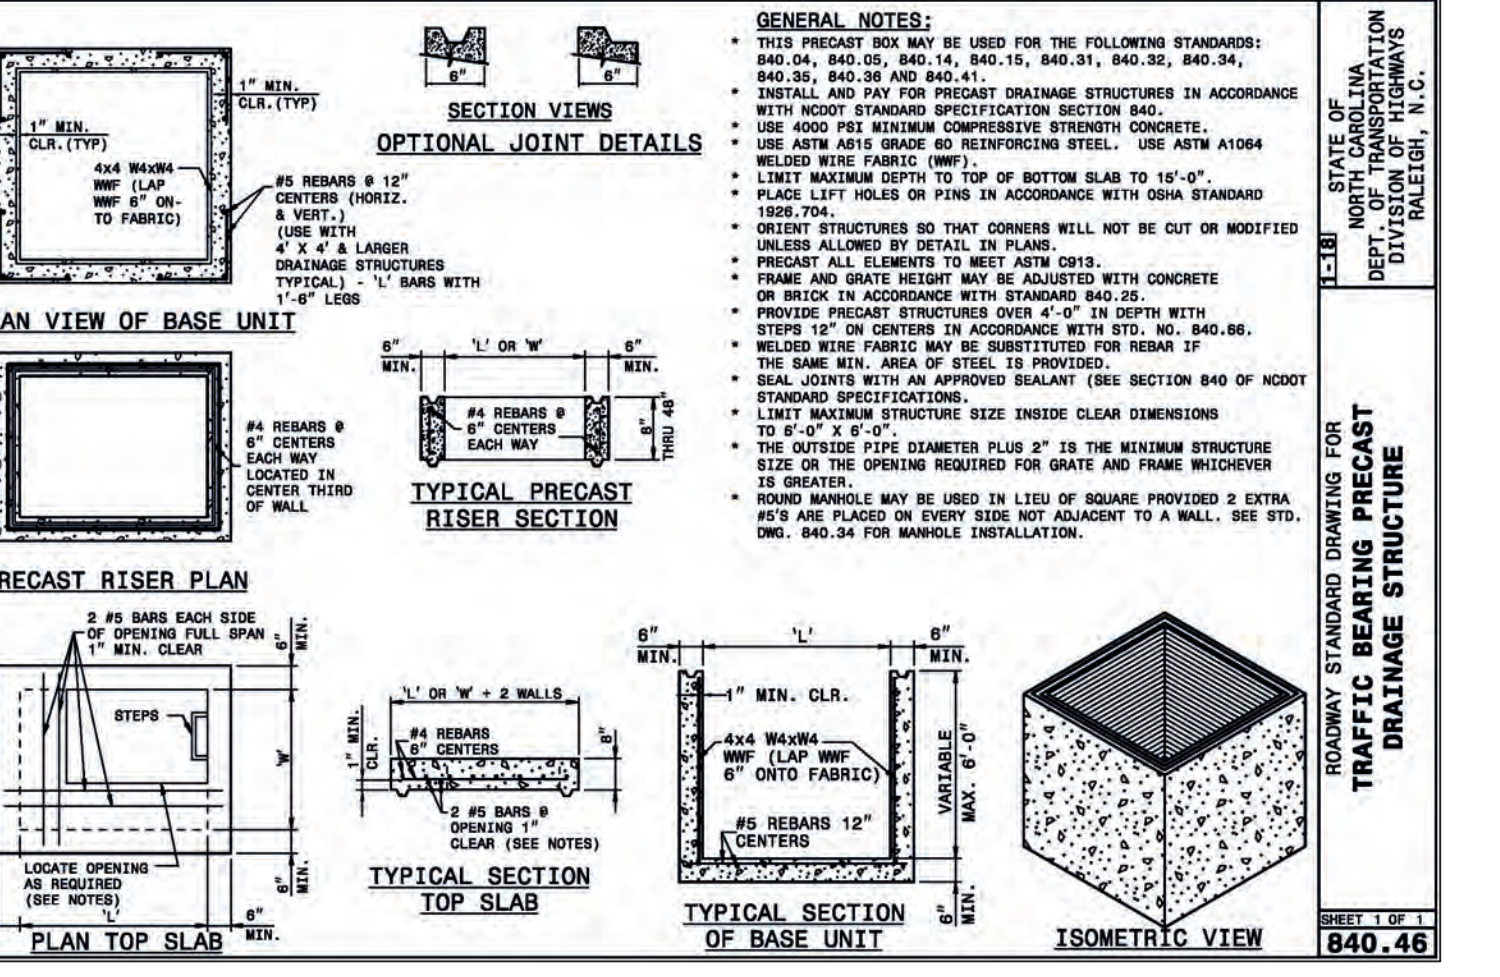 1" MIN.
CLR.(TYP)
1" MIN.
CLR.(TYP)
4x4 W4xW4
WWF (LAP
WWF 6" ON-
TO FABRIC)
#5 REBARS @ 12"
CENTERS (HORIZ.
& VERT.)
(USE WITH
4' X 4' & LARGER
DRAINAGE STRUCTURES
TYPICAL) - 'L' BARS WITH
1'-6" LEGS
AN VIEW OF BASE UNIT
6"
6"
SECTION VIEWS
OPTIONAL JOINT DETAILS
#4 REBARS @
6" CENTERS
EACH WAY
LOCATED IN
CENTER THIRD
OF WALL
RECAST RISER PLAN
6"
MIN.
'L' OR 'W'
6"
MIN.
#4 REBARS @
6" CENTERS
EACH WAY
8"
THRU 48"
TYPICAL PRECAST
RISER SECTION
GENERAL NOTES:
* THIS PRECAST BOX MAY BE USED FOR THE FOLLOWING STANDARDS:
840.04, 840.05, 840.14, 840.15, 840.31, 840.32, 840.34,
840.35, 840.36 AND 840.41.
* INSTALL AND PAY FOR PRECAST DRAINAGE STRUCTURES IN ACCORDANCE
WITH NCDOT STANDARD SPECIFICATION SECTION 840.
* USE 4000 PSI MINIMUM COMPRESSIVE STRENGTH CONCRETE.
* USE ASTM A615 GRADE 60 REINFORCING STEEL. USE ASTM A1064
WELDED WIRE FABRIC (WWF).
* LIMIT MAXIMUM DEPTH TO TOP OF BOTTOM SLAB TO 15'-0".
* PLACE LIFT HOLES OR PINS IN ACCORDANCE WITH OSHA STANDARD
1926.704.
* ORIENT STRUCTURES SO THAT CORNERS WILL NOT BE CUT OR MODIFIED
UNLESS ALLOWED BY DETAIL IN PLANS.
* PRECAST ALL ELEMENTS TO MEET ASTM C913.
* FRAME AND GRATE HEIGHT MAY BE ADJUSTED WITH CONCRETE
OR BRICK IN ACCORDANCE WITH STANDARD 840.25.
* PROVIDE PRECAST STRUCTURES OVER 4'-0" IN DEPTH WITH
STEPS 12" ON CENTERS IN ACCORDANCE WITH STD. NO. 840.66.
* WELDED WIRE FABRIC MAY BE SUBSTITUTED FOR REBAR IF
THE SAME MIN. AREA OF STEEL IS PROVIDED.
* SEAL JOINTS WITH AN APPROVED SEALANT (SEE SECTION 840 OF NCDOT
STANDARD SPECIFICATIONS.
* LIMIT MAXIMUM STRUCTURE SIZE INSIDE CLEAR DIMENSIONS
TO 6'-0" X 6'-0".
* THE OUTSIDE PIPE DIAMETER PLUS 2" IS THE MINIMUM STRUCTURE
SIZE OR THE OPENING REQUIRED FOR GRATE AND FRAME WHICHEVER
IS GREATER.
* ROUND MANHOLE MAY BE USED IN LIEU OF SQUARE PROVIDED 2 EXTRA
#5'S ARE PLACED ON EVERY SIDE NOT ADJACENT TO A WALL. SEE STD.
DWG. 840.34 FOR MANHOLE INSTALLATION.
2 #5 BARS EACH SIDE
OF OPENING FULL SPAN
1" MIN. CLEAR
6"
MIN.
STEPS
'W'
LOCATE OPENING
AS REQUIRED
(SEE NOTES)
6"
MIN.
'L'
6"
MIN.
PLAN TOP SLAB
'L' OR 'W' + 2 WALLS
1" MIN.
CLR.
#4 REBARS
6" CENTERS
8"
2 #5 BARS @
OPENING 1"
CLEAR (SEE NOTES)
TYPICAL SECTION
TOP SLAB
6"
MIN.
'L'
6"
MIN.
1" MIN. CLR.
4x4 W4xW4
WWF (LAP WWF
6" ONTO FABRIC)
VARIABLE
MAX. 6'-0"
#5 REBARS 12"
CENTERS
6"
MIN.
TYPICAL SECTION
OF BASE UNIT
ISOMETRIC VIEW
1-18
STATE OF
NORTH CAROLINA
DEPT. OF TRANSPORTATION
DIVISION OF HIGHWAYS
RALEIGH, N.C.
ROADWAY STANDARD DRAWING FOR
TRAFFIC BEARING PRECAST
DRAINAGE STRUCTURE
SHEET 1 OF 1
840.46